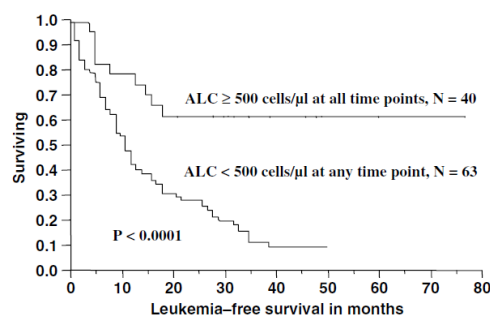 1.0
0.9
0.8
0.7
0.6
0.5
0.4
0.3
0.2
0.1
0.0
Surviving
ALC ≥ 500 cells/µl at all time points, N = 40
ALC < 500 cells/µl at any time point, N = 63
P < 0.0001
0 10 20 30 40 50 60 70 80
Leukemia–free survival in months